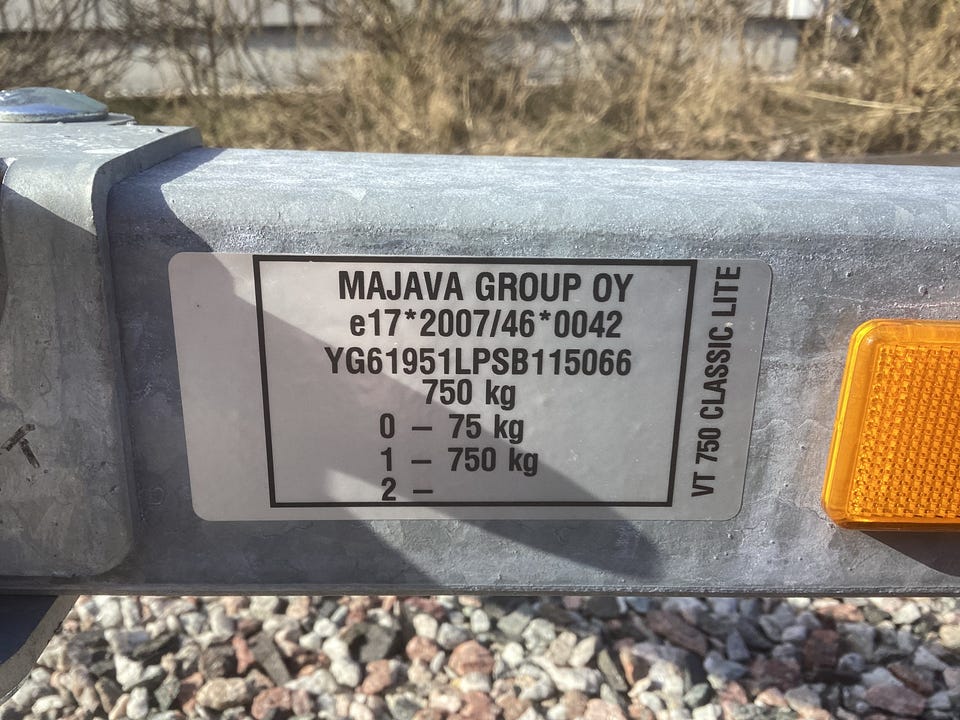 MAJAVA GROUP OY
e17*2007/46*0042
YG61951LPSB115066
750 kg
0 – 75 kg
1 – 750 kg
2 –
VT 750 CLASSIC LITE